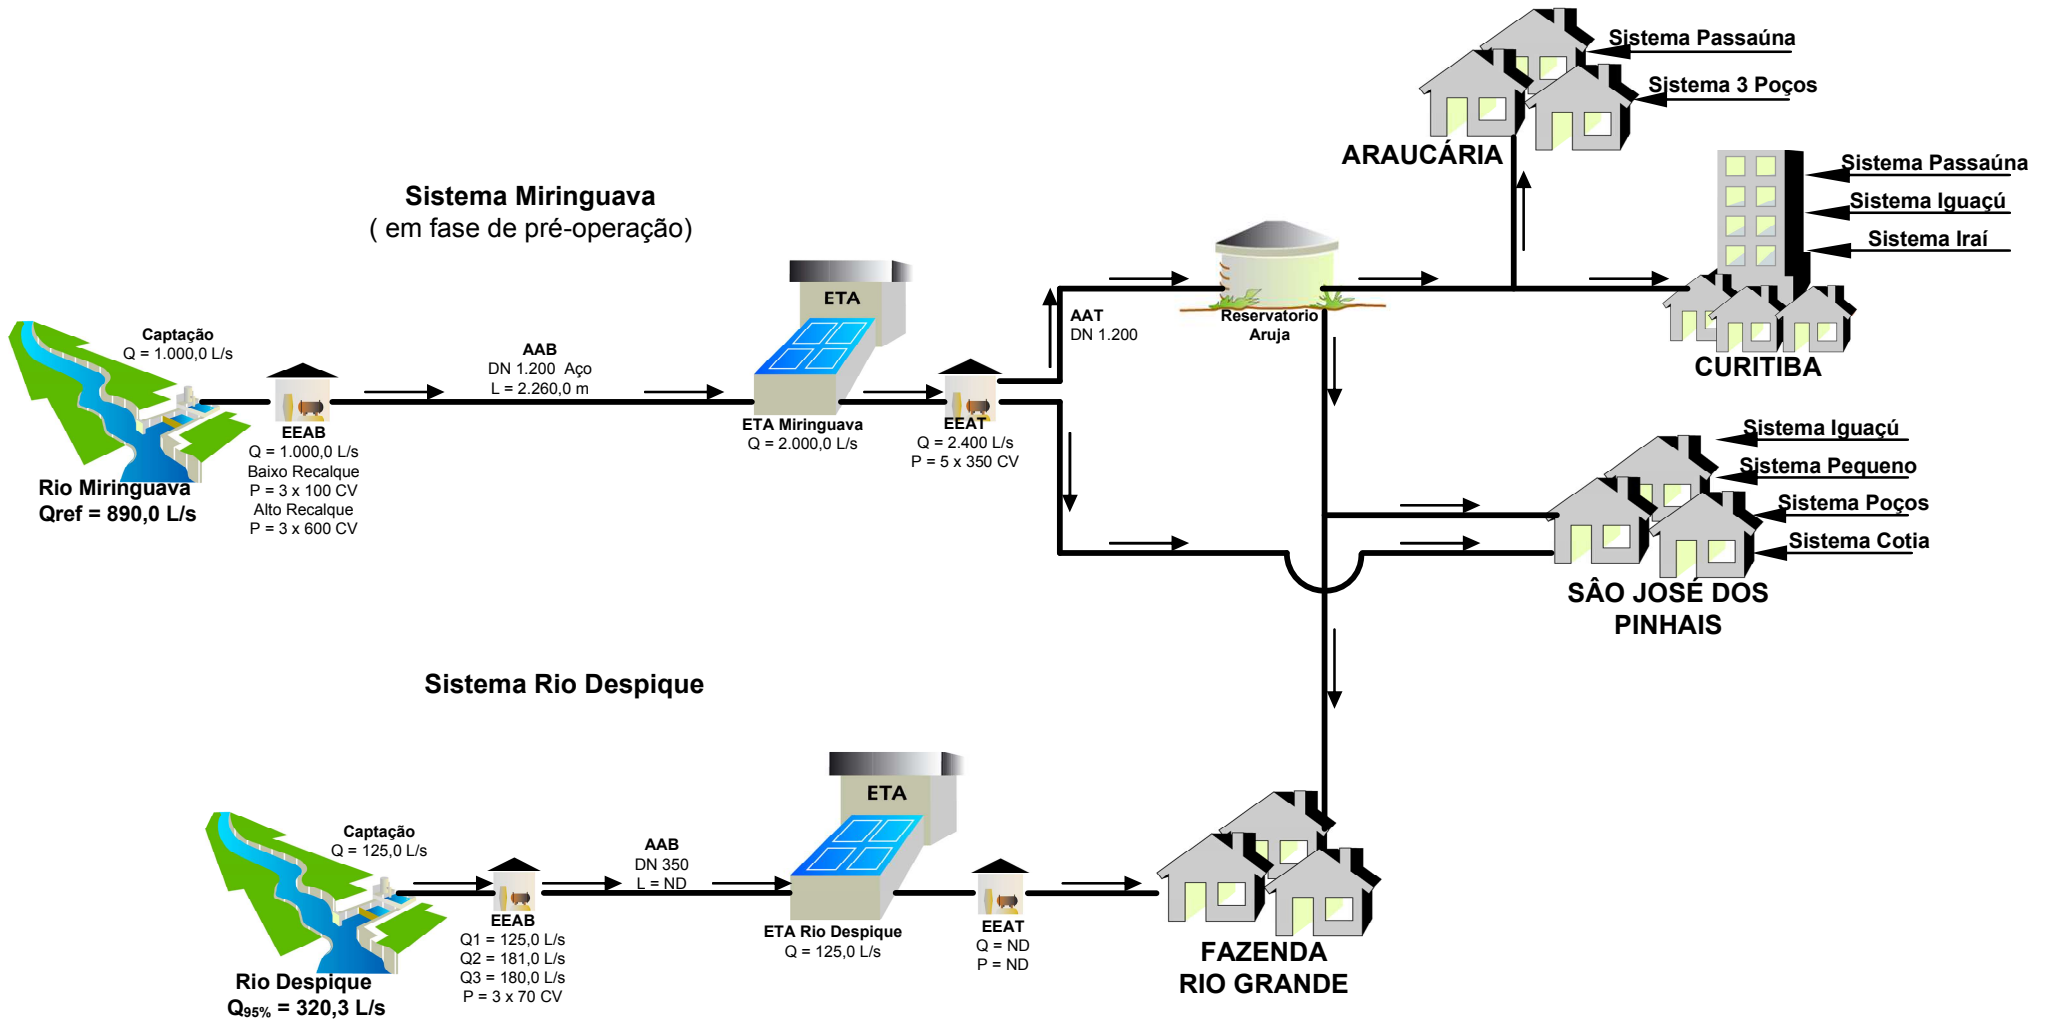 Sistema Passaúna
Sistema 3 Poços
ARAUCÁRIA
Sistema Passaúna
Sistema Iguaçú
Sistema Iraí
CURITIBA
Sistema Miringuava
( em fase de pré-operação)
Captação
Q = 1.000,0 L/s
Rio Miringuava
Qref = 890,0 L/s
EEAB
Q = 1.000,0 L/s
Baixo Recalque
P = 3 x 100 CV
Alto Recalque
P = 3 x 600 CV
AAB
DN 1.200 Aço
L = 2.260,0 m
ETA
ETA Miringuava
Q = 2.000,0 L/s
EEAT
Q = 2.400 L/s
P = 5 x 350 CV
AAT
DN 1.200
Reservatorio
Aruja
Sistema Iguaçú
Sistema Pequeno
Sistema Poços
Sistema Cotia
SÂO JOSÉ DOS
PINHAIS
Sistema Rio Despique
Captação
Q = 125,0 L/s
Rio Despique
Q95% = 320,3 L/s
EEAB
Q1 = 125,0 L/s
Q2 = 181,0 L/s
Q3 = 180,0 L/s
P = 3 x 70 CV
AAB
DN 350
L = ND
ETA
ETA Rio Despique
Q = 125,0 L/s
EEAT
Q = ND
P = ND
FAZENDA
RIO GRANDE